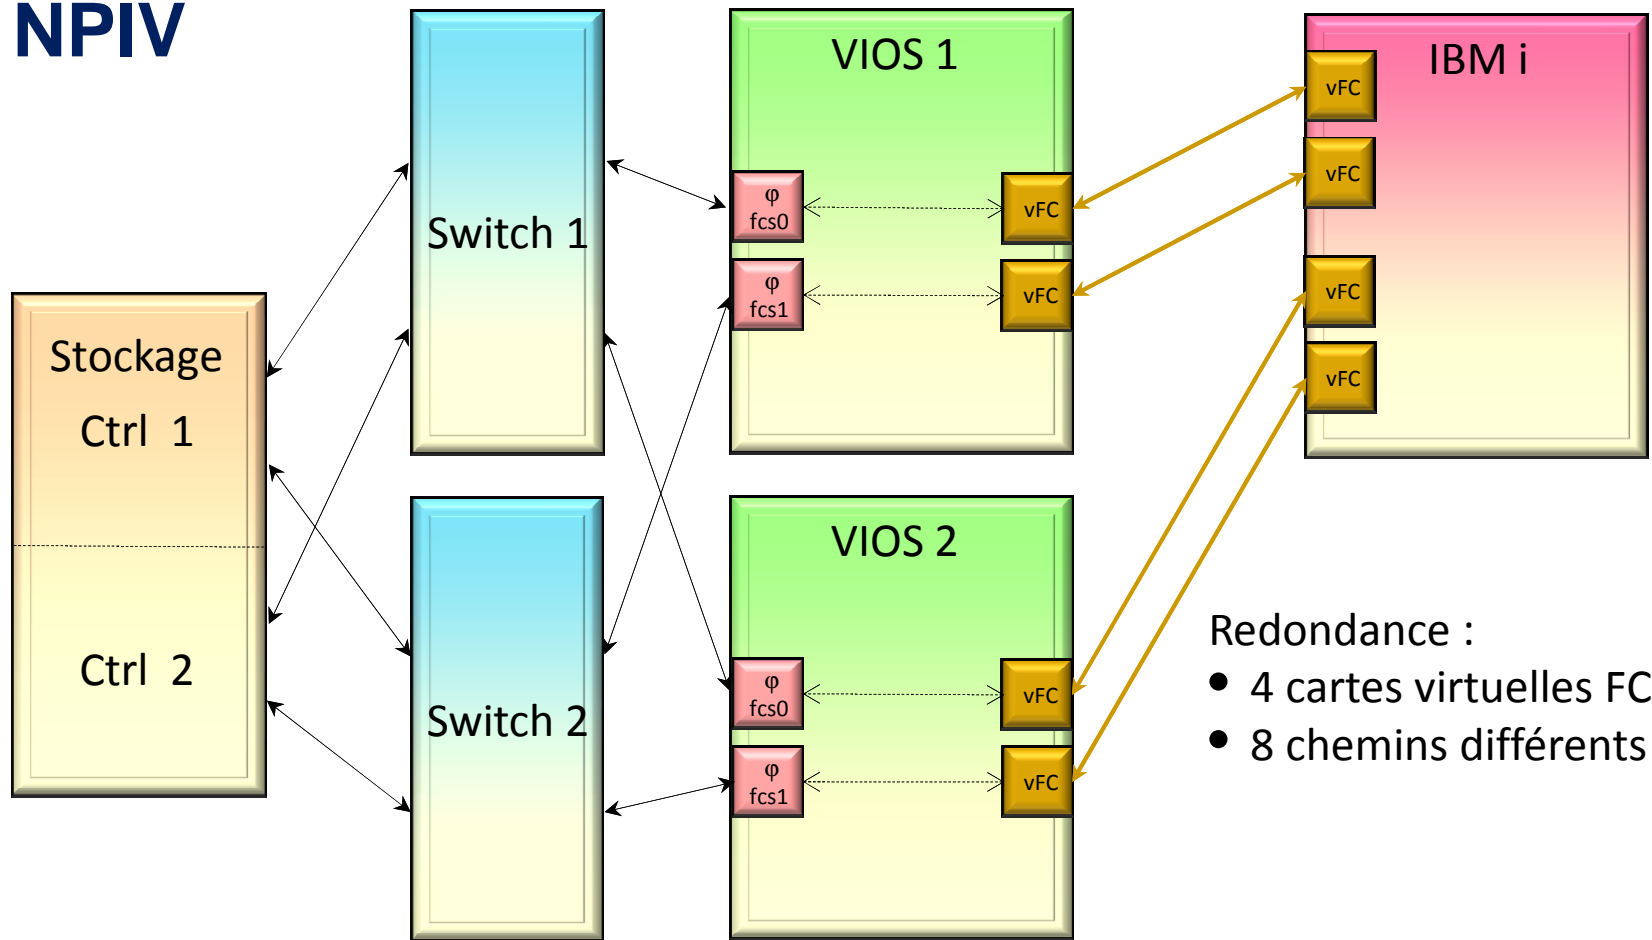 NPIV
Stockage
Ctrl 1
Ctrl 2
Switch 1
Switch 2
VIOS 1
φ
fcs0
vFC
φ
fcs1
vFC
VIOS 2
φ
fcs0
vFC
φ
fcs1
vFC
IBM i
vFC
vFC
vFC
vFC
Redondance :
• 4 cartes virtuelles FC
• 8 chemins différents